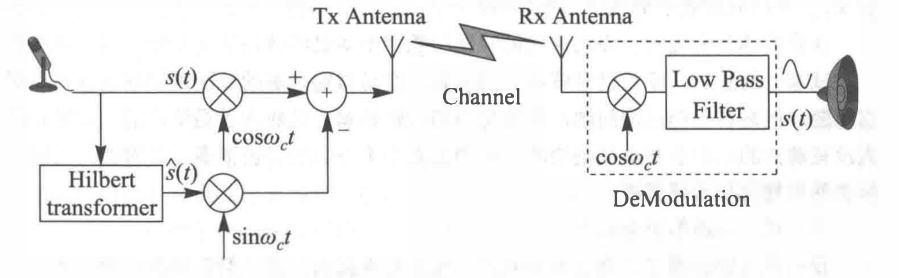 Tx Antenna
Rx Antenna
s(t)
+
+
−
cosω_c t
Channel
Low Pass
Filter
s(t)
cosω_c t
DeModulation
Hilbert
transformer
ŝ(t)
sinω_c t